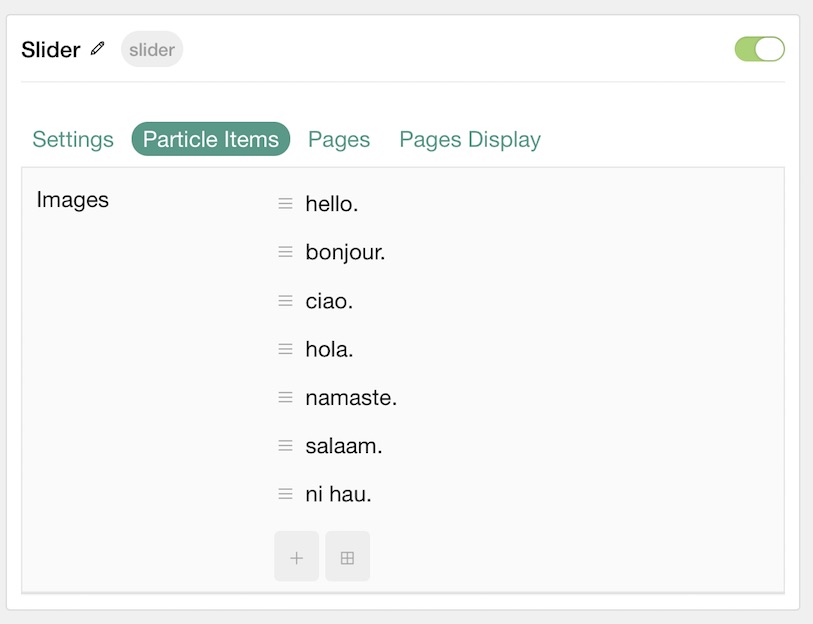 Slider slider
Settings Particle Items Pages Pages Display
Images
hello.
bonjour.
ciao.
hola.
namaste.
salaam.
ni hau.